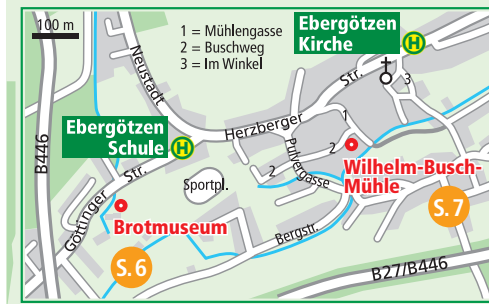 100 m
1 = Mühlengasse
2 = Buschweg
3 = Im Winkel
Ebergötzen
Kirche
H
Neustadt
Str.
3
B446
Ebergötzen
Schule
H
Herzberger
1
2
Pulvergasse
2
Wilhelm-Busch-
Mühle
Sportpl.
Göttinger Str.
Brotmuseum
S.7
Bergstr.
S.6
B27/B446